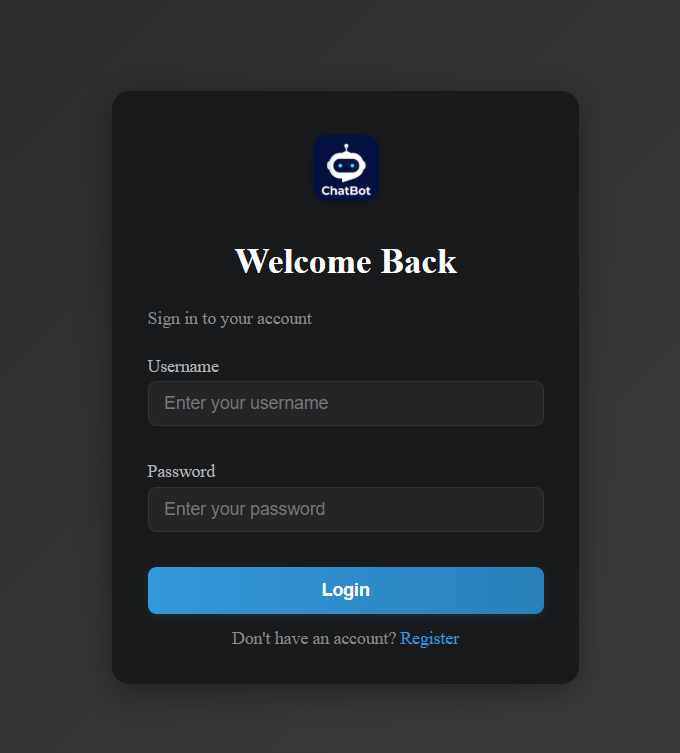 ChatBot
Welcome Back
Sign in to your account
Username
Enter your username
Password
Enter your password
Login
Don't have an account? Register